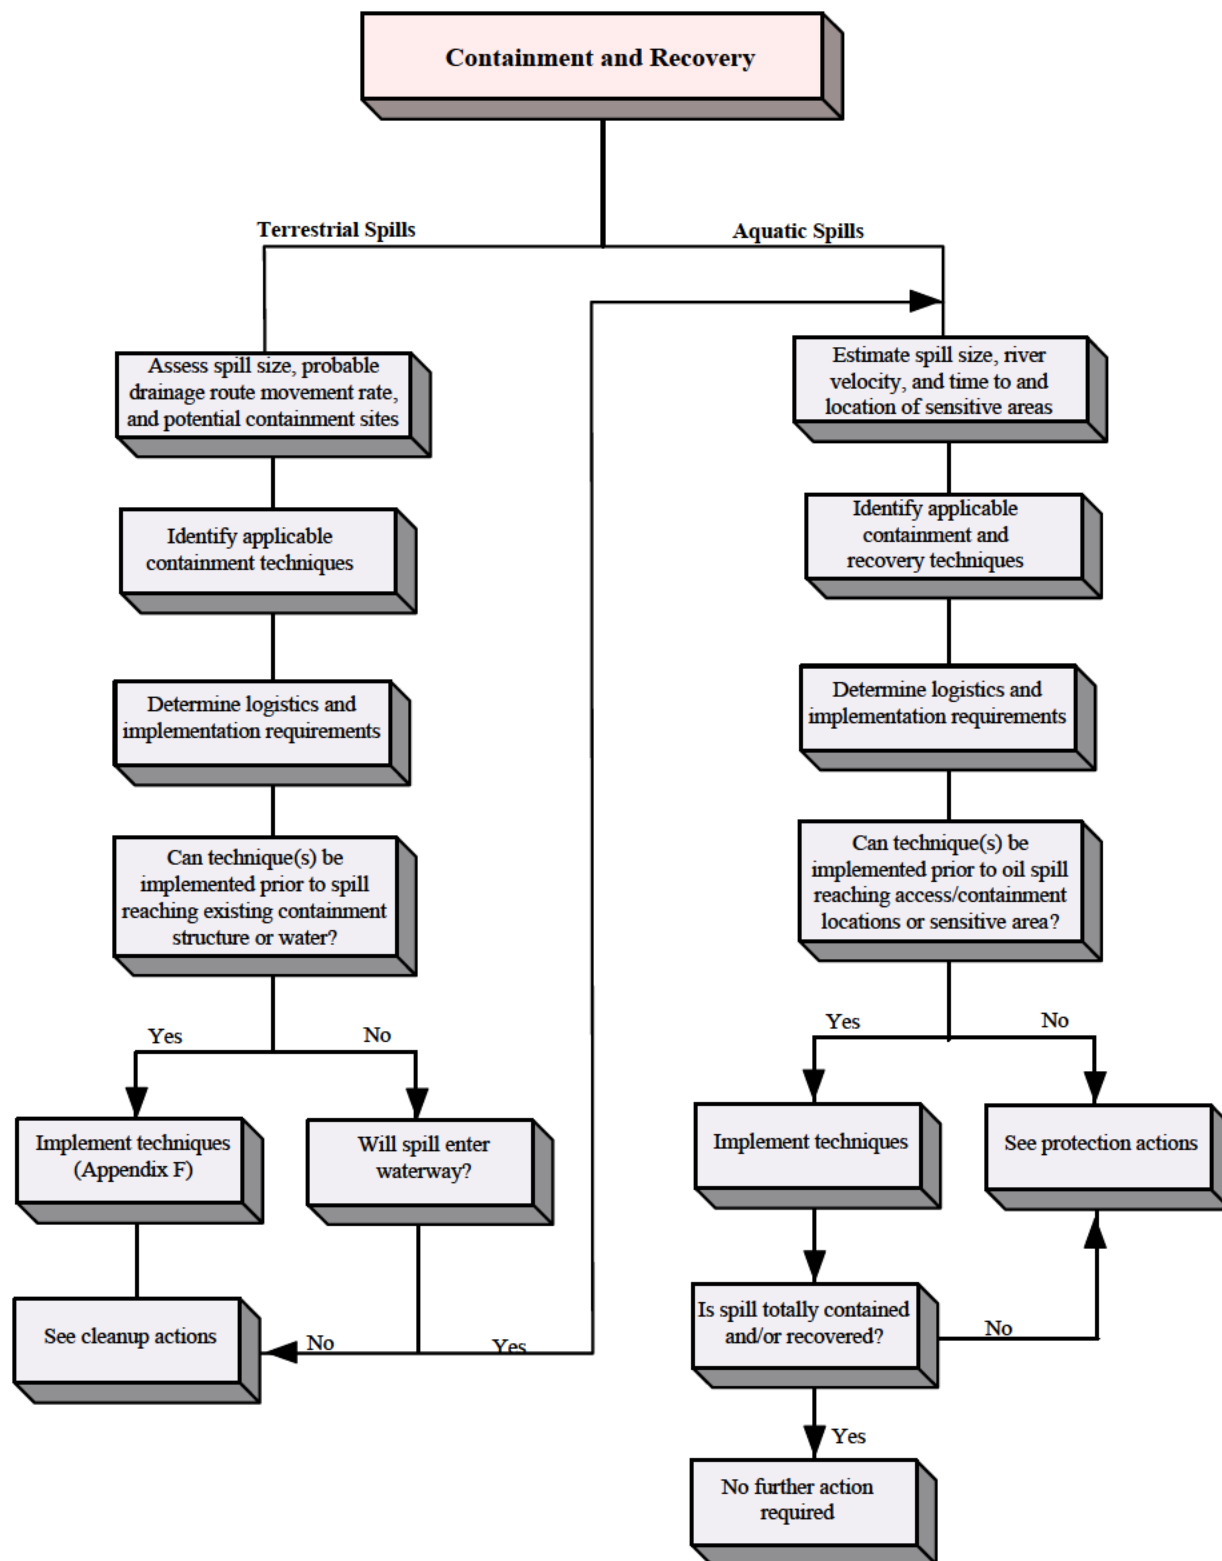 Containment and Recovery
Terrestrial Spills
Aquatic Spills
Assess spill size, probable
drainage route movement rate,
and potential containment sites
Identify applicable
containment techniques
Determine logistics and
implementation requirements
Can technique(s) be
implemented prior to spill
reaching existing containment
structure or water?
Yes
No
Implement techniques
(Appendix F)
Will spill enter
waterway?
See cleanup actions
No
Yes
Estimate spill size, river
velocity, and time to and
location of sensitive areas
Identify applicable
containment and
recovery techniques
Determine logistics and
implementation requirements
Can technique(s) be
implemented prior to oil spill
reaching access/containment
locations or sensitive area?
Yes
No
Implement techniques
See protection actions
Is spill totally contained
and/or recovered?
No
Yes
No further action
required